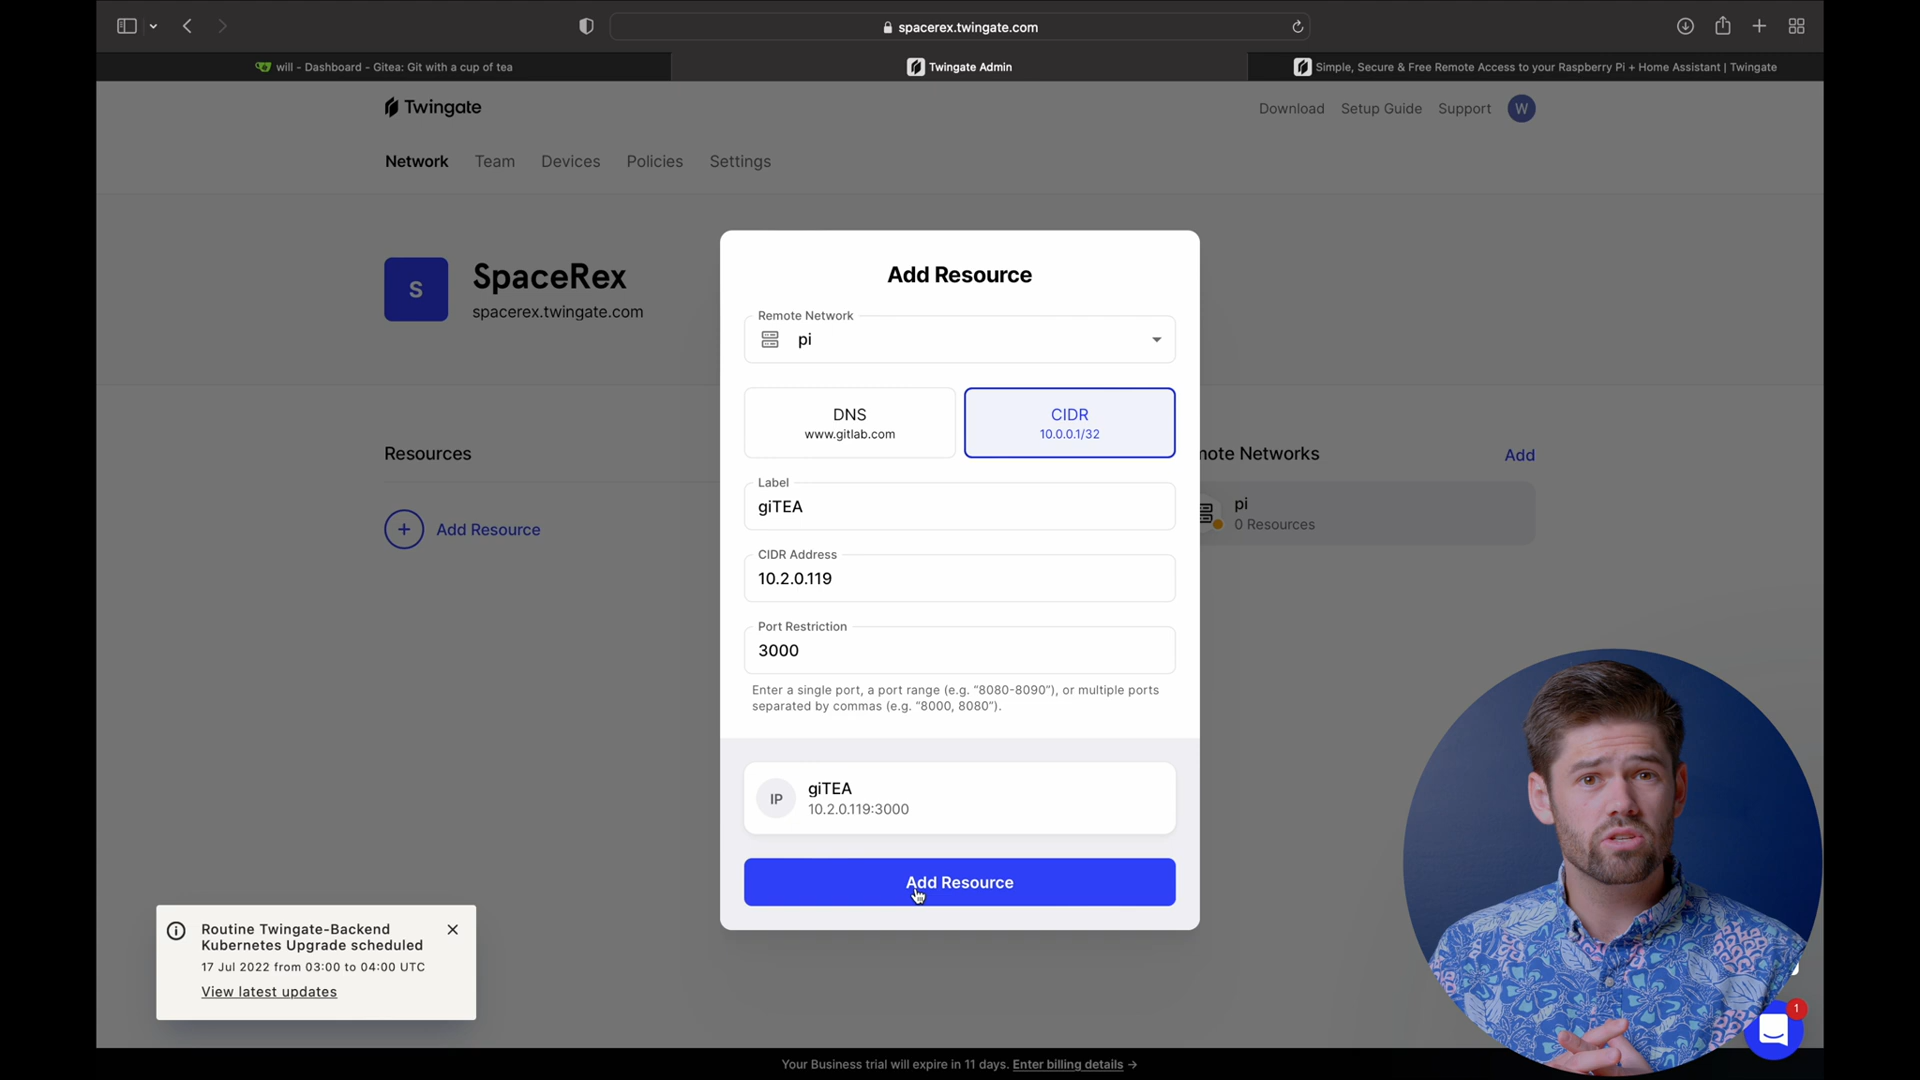 spacerex.twingate.com
will - Dashboard - Gitea: Git with a cup of tea
Twingate Admin
Simple, Secure & Free Remote Access to your Raspberry Pi + Home Assistant | Twingate
Twingate
Download
Setup Guide
Support
W
Network
Team
Devices
Policies
Settings
S
SpaceRex
spacerex.twingate.com
Resources
Add Resource
note Networks
Add
pi
0 Resources
Add Resource
Remote Network
pi
DNS
www.gitlab.com
CIDR
10.0.0.1/32
Label
giTEA
CIDR Address
10.2.0.119
Port Restriction
3000
Enter a single port, a port range (e.g. “8080-8090”), or multiple ports
separated by commas (e.g. “8000, 8080”).
IP
giTEA
10.2.0.119:3000
Add Resource
Routine Twingate-Backend
Kubernetes Upgrade scheduled
17 Jul 2022 from 03:00 to 04:00 UTC
View latest updates
1
Your Business trial will expire in 11 days. Enter billing details →